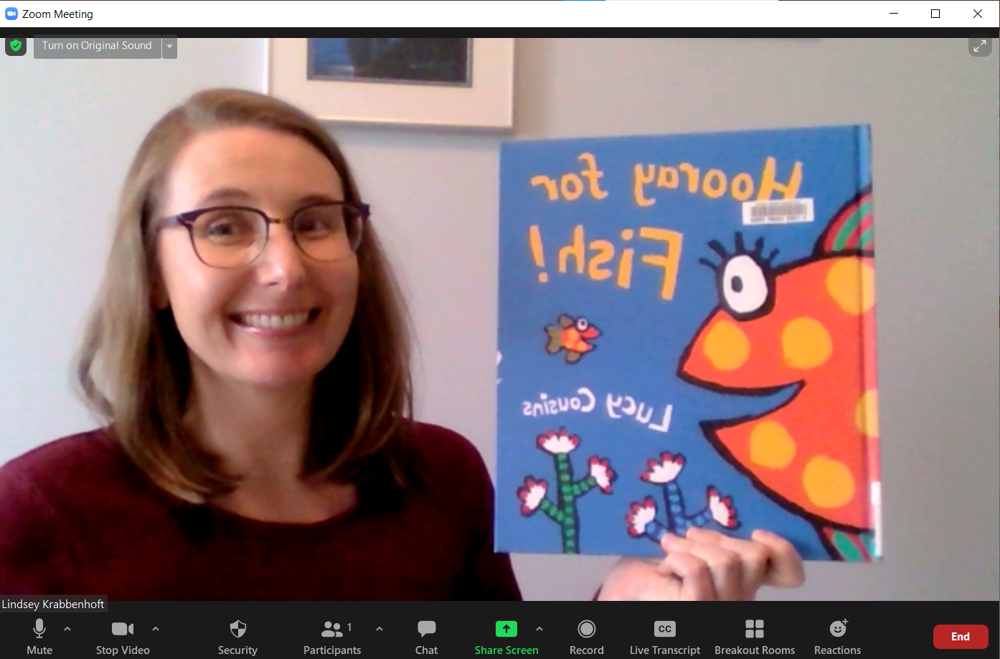 Zoom Meeting
Turn on Original Sound
Hooray for
Fish!
Lucy Cousins
Lindsey Krabbenhoft
Mute
Stop Video
Security
Participants
1
Chat
Share Screen
Record
CC
Live Transcript
Breakout Rooms
Reactions
End